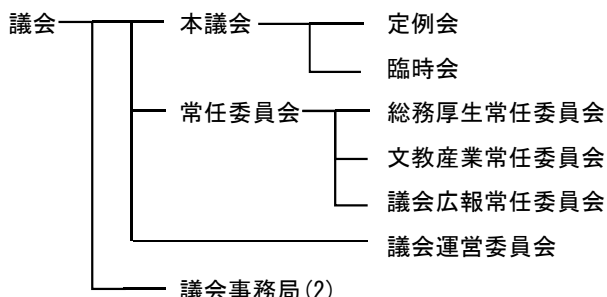 議会 本議会 定例会
臨時会
常任委員会 総務厚生常任委員会
文教産業常任委員会
議会広報常任委員会
議会運営委員会
議会事務局(2)